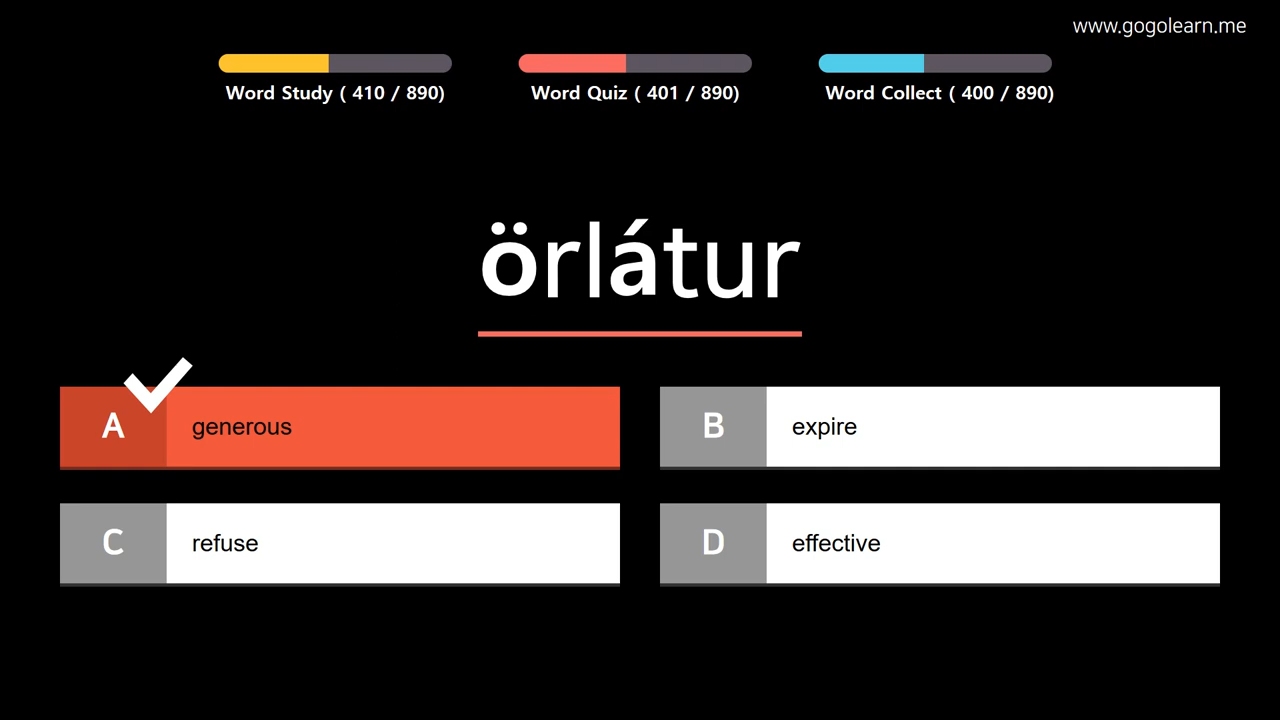 www.gogolearn.me
Word Study ( 410 / 890)
Word Quiz ( 401 / 890)
Word Collect ( 400 / 890)
örlátur
A generous
B expire
C refuse
D effective